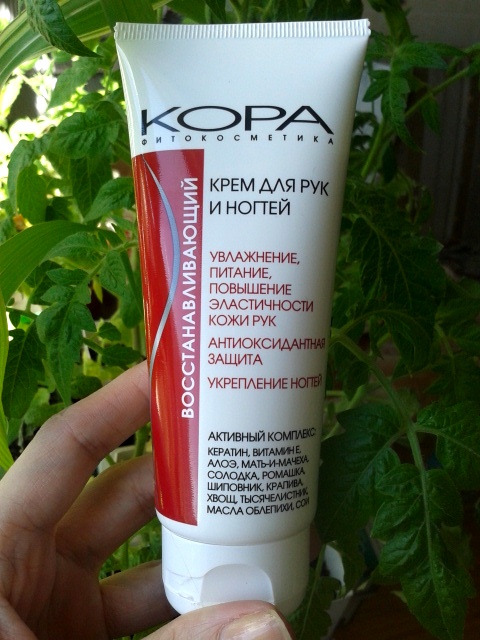 КОРА
ФИТОКОСМЕТИКА
ВОССТАНАВЛИВАЮЩИЙ
КРЕМ ДЛЯ РУК
И НОГТЕЙ
УВЛАЖНЕНИЕ,
ПИТАНИЕ,
ПОВЫШЕНИЕ
ЭЛАСТИЧНОСТИ
КОЖИ РУК
АНТИОКСИДАНТНАЯ
ЗАЩИТА
УКРЕПЛЕНИЕ НОГТЕЙ
АКТИВНЫЙ КОМПЛЕКС:
КЕРАТИН, ВИТАМИН Е,
АЛОЭ, МАТЬ-И-МАЧЕХА,
СОЛОДКА, РОМАШКА,
ШИПОВНИК, КРАПИВА,
ХВОЩ, ТЫСЯЧЕЛИСТНИК,
МАСЛА ОБЛЕПИХИ, СОИ